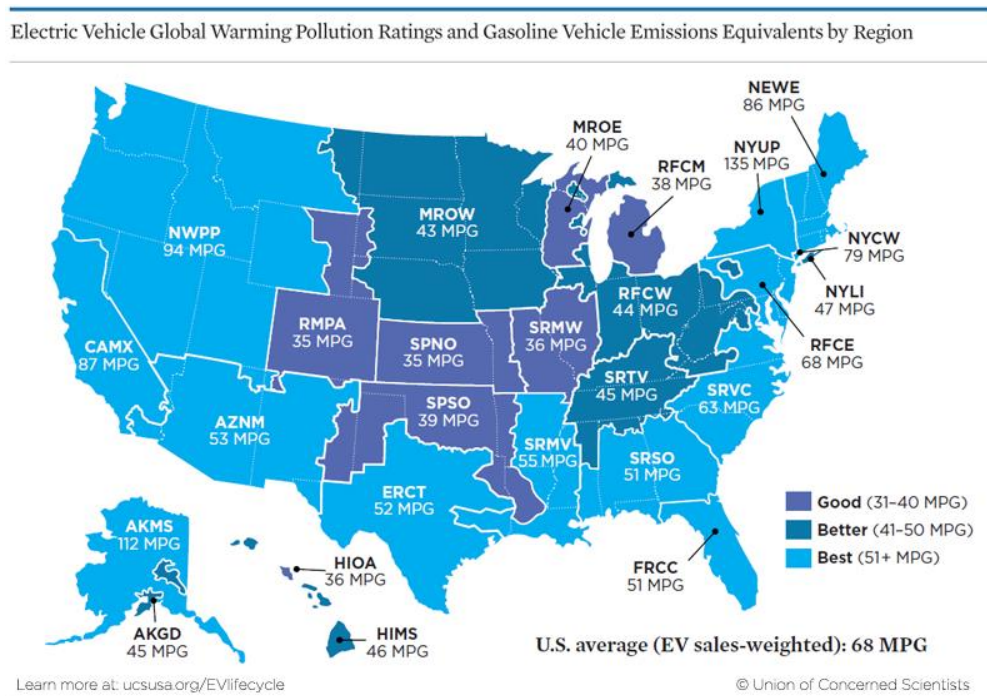 Electric Vehicle Global Warming Pollution Ratings and Gasoline Vehicle Emissions Equivalents by Region
NEWE
86 MPG
MROE
40 MPG
NYUP
135 MPG
RFCM
38 MPG
MROW
43 MPG
NWPP
94 MPG
NYCW
79 MPG
NYLI
47 MPG
RFCW
44 MPG
RMPA
35 MPG
SRMW
36 MPG
SPNO
35 MPG
RFCE
68 MPG
CAMX
87 MPG
SRTV
45 MPG
SRVC
63 MPG
SPSO
39 MPG
AZNM
53 MPG
SRMV
55 MPG
SRSO
51 MPG
ERCT
52 MPG
Good (31–40 MPG)
Better (41–50 MPG)
Best (51+ MPG)
AKMS
112 MPG
HIOA
36 MPG
FRCC
51 MPG
AKGD
45 MPG
HIMS
46 MPG
U.S. average (EV sales-weighted): 68 MPG
Learn more at: ucsusa.org/EVlifecycle
© Union of Concerned Scientists